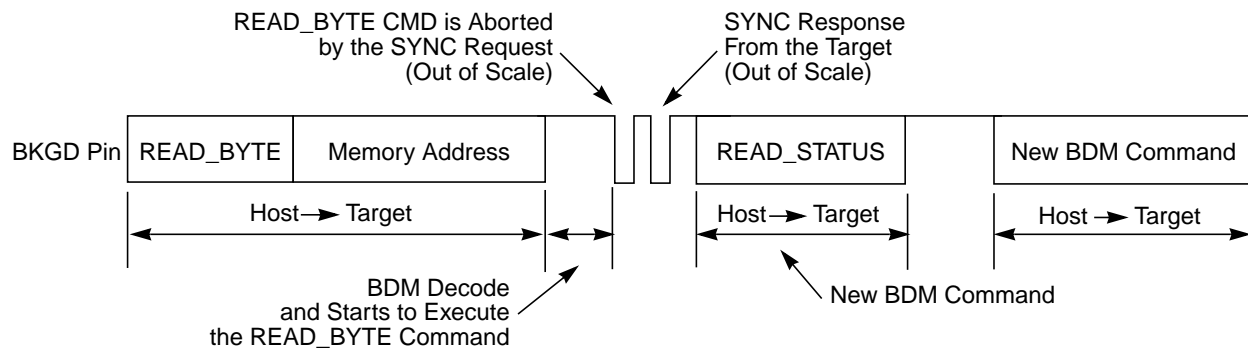 READ_BYTE CMD is Aborted
by the SYNC Request
(Out of Scale)
SYNC Response
From the Target
(Out of Scale)
BKGD Pin
READ_BYTE
Memory Address
READ_STATUS
New BDM Command
Host → Target
Host → Target
Host → Target
BDM Decode
and Starts to Execute
the READ_BYTE Command
New BDM Command